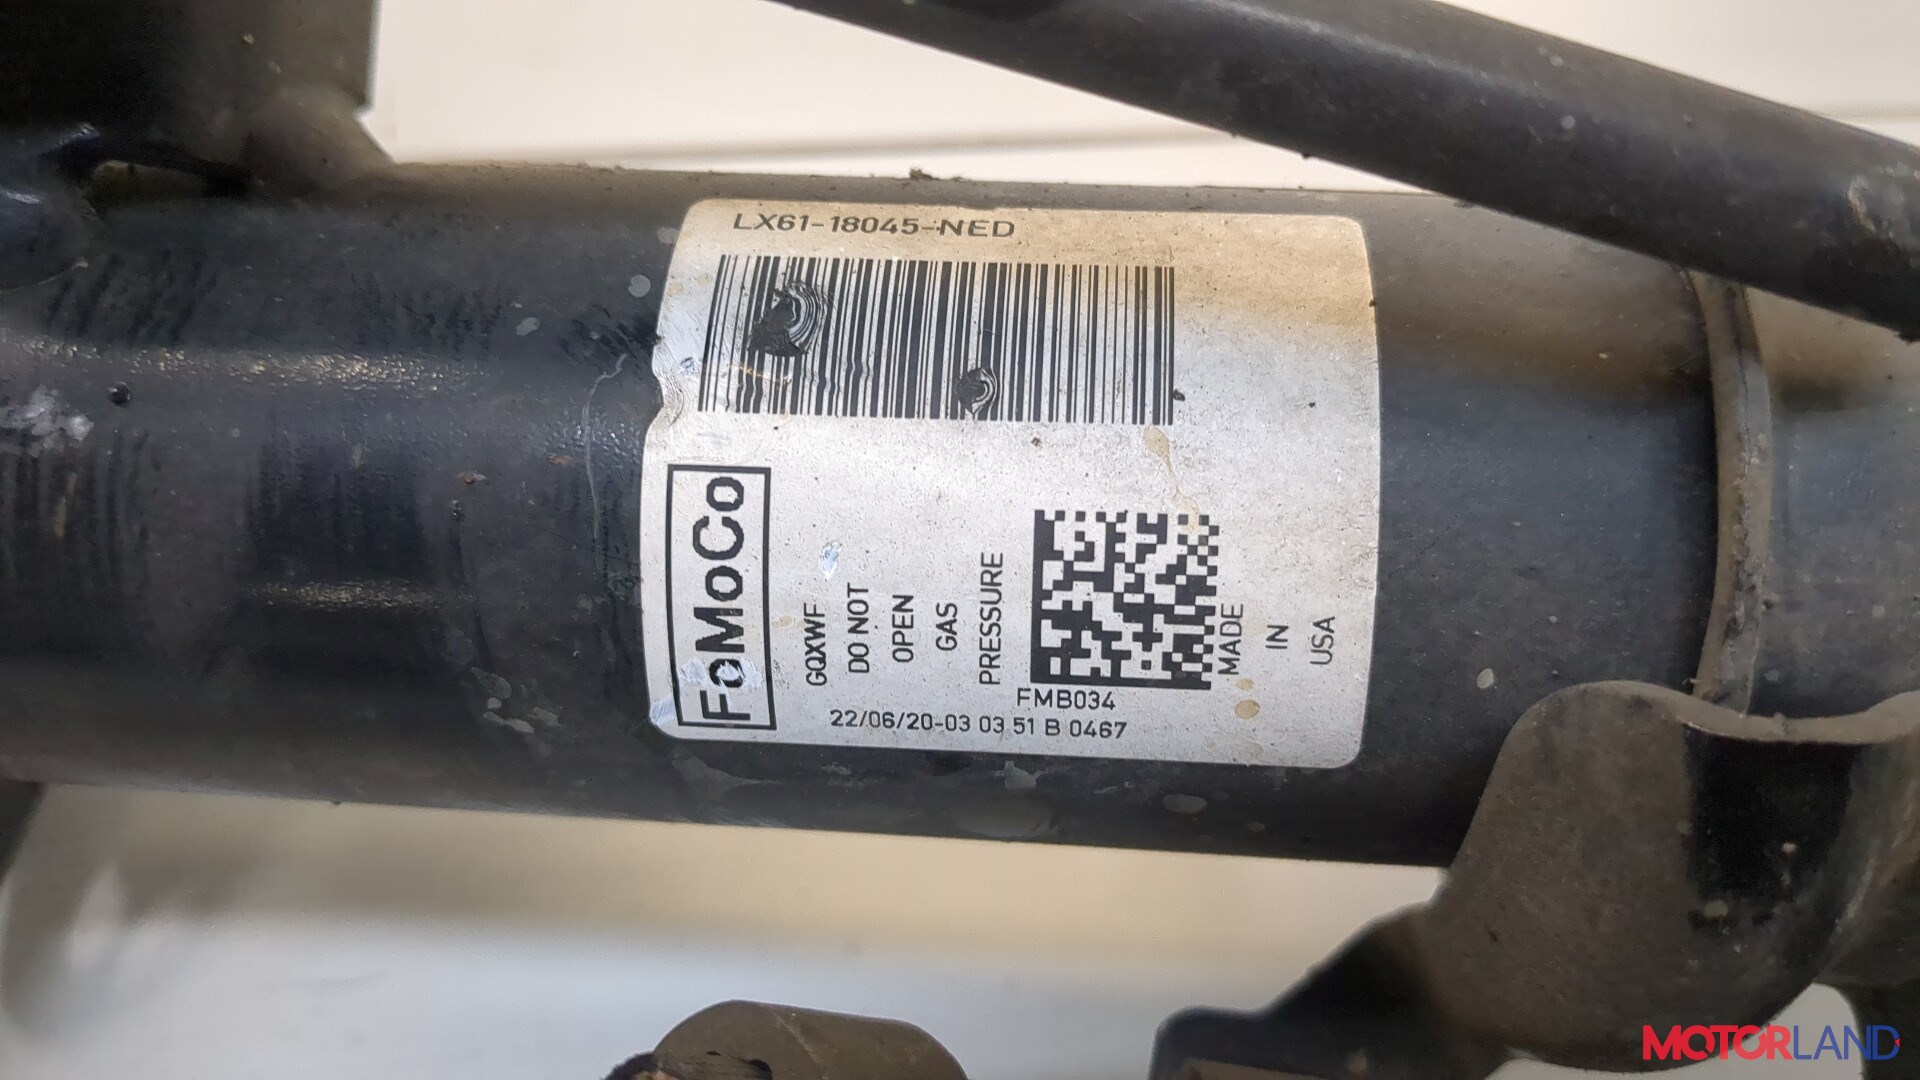 LX61-18045-NED
FoMoCo
GQXWF
DO NOT
OPEN
GAS
PRESSURE
MADE
IN
USA
FMB034
22/06/20-03 03 51 B 0467
MOTORLAND